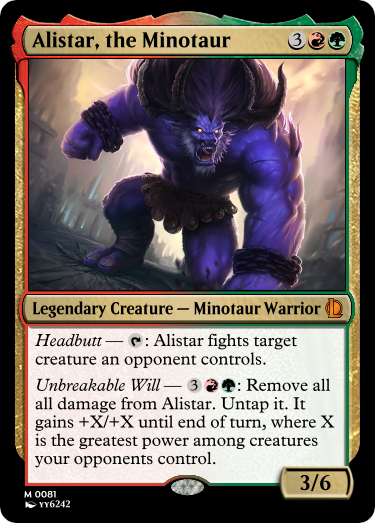 Alistar, the Minotaur 3
Legendary Creature — Minotaur Warrior
Headbutt — : Alistar fights target
creature an opponent controls.
Unbreakable Will — 3 : Remove all
all damage from Alistar. Untap it. It
gains +X/+X until end of turn, where X
is the greatest power among creatures
your opponents control.
3/6
M 0081
YY6242